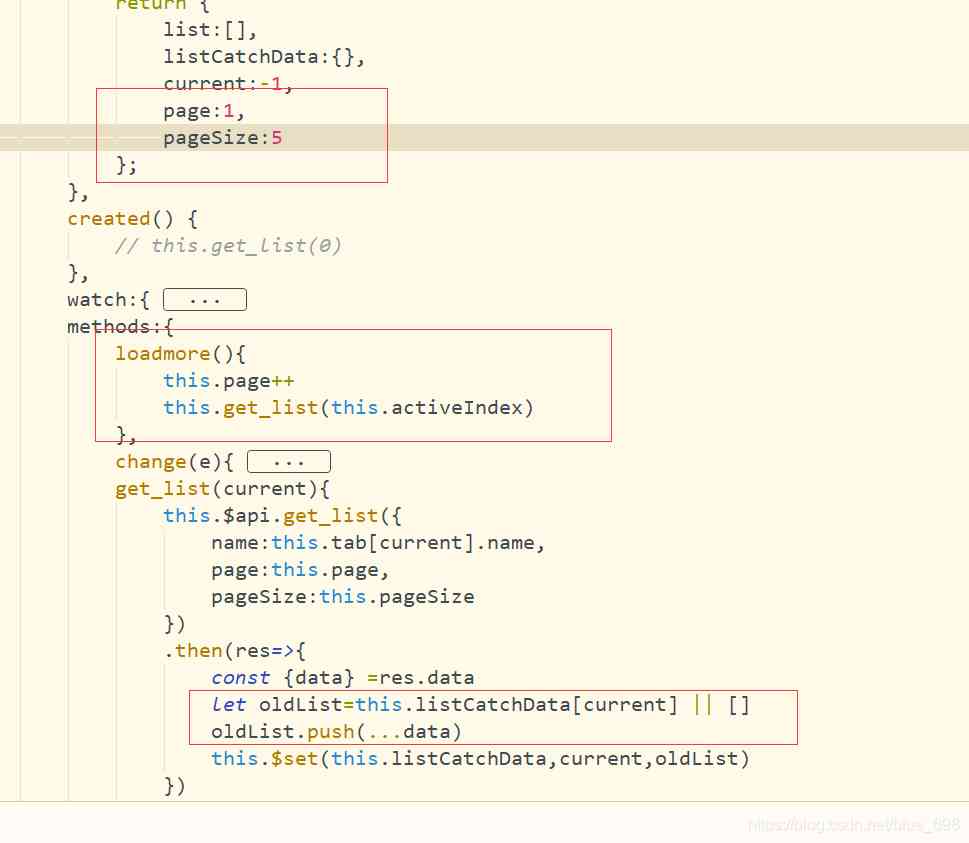 return {
list:[],
listCatchData:{},
current:-1,
page:1,
pageSize:5
};
},
created() {
// this.get_list(0)
},
watch:{ ...
methods:{
loadmore(){
this.page++
this.get_list(this.activeIndex)
},
change(e){ ...
get_list(current){
this.$api.get_list({
name:this.tab[current].name,
page:this.page,
pageSize:this.pageSize
})
.then(res=>{
const {data} =res.data
let oldList=this.listCatchData[current] || []
oldList.push(...data)
this.$set(this.listCatchData,current,oldList)
})
https://blog.csdn.net/blue_698